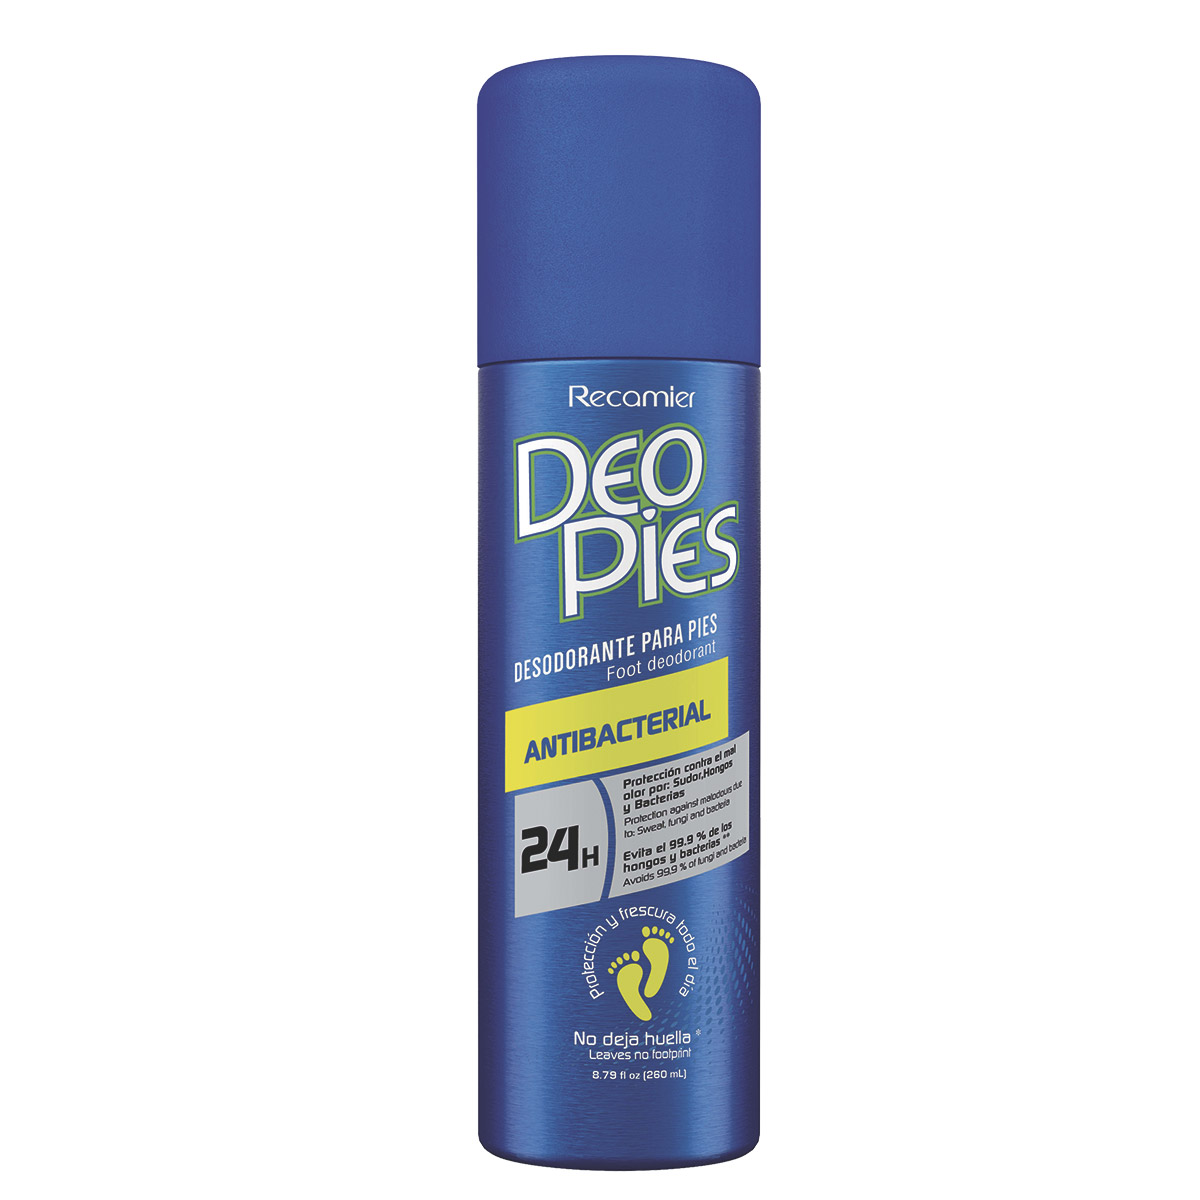 Recamier
DEO
PIES
DESODORANTE PARA PIES
Foot deodorant
ANTIBACTERIAL
24H
Protección contra el mal
olor por: Sudor,Hongos
y Bacterias
Protection against malodours due
to: Sweat, fungi and bacteria
Evita el 99.9 % de los
hongos y bacterias **
Avoids 99.9 % of fungi and bacteria
Protección y frescura todo el día
No deja huella *
Leaves no footprint
8.79 fl oz (260 mL)